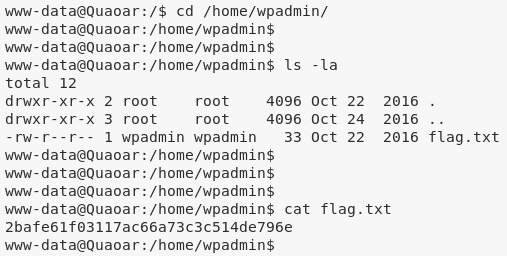 www-data@Quaoar:/$ cd /home/wpadmin/
www-data@Quaoar:/home/wpadmin$
www-data@Quaoar:/home/wpadmin$
www-data@Quaoar:/home/wpadmin$ ls -la
total 12
drwxr-xr-x 2 root    root    4096 Oct 22  2016 .
drwxr-xr-x 3 root    root    4096 Oct 24  2016 ..
-rw-r--r-- 1 wpadmin wpadmin   33 Oct 22  2016 flag.txt
www-data@Quaoar:/home/wpadmin$
www-data@Quaoar:/home/wpadmin$
www-data@Quaoar:/home/wpadmin$
www-data@Quaoar:/home/wpadmin$ cat flag.txt
2bafe61f03117ac66a73c3c514de796e
www-data@Quaoar:/home/wpadmin$